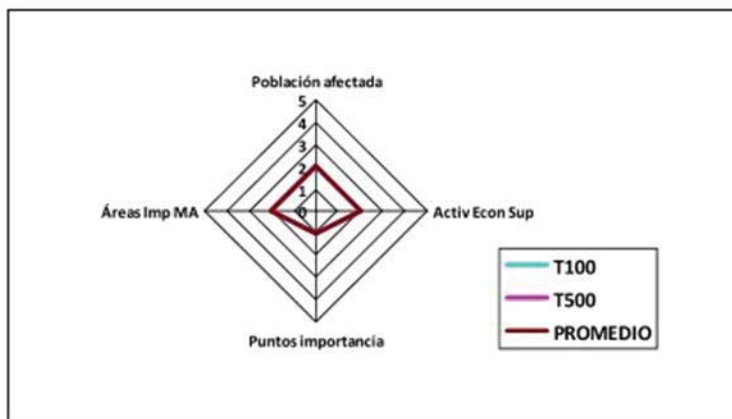 Población afectada
5
4
3
2
1
0
Áreas Imp MA
Activ Econ Sup
Puntos importancia
T100
T500
PROMEDIO